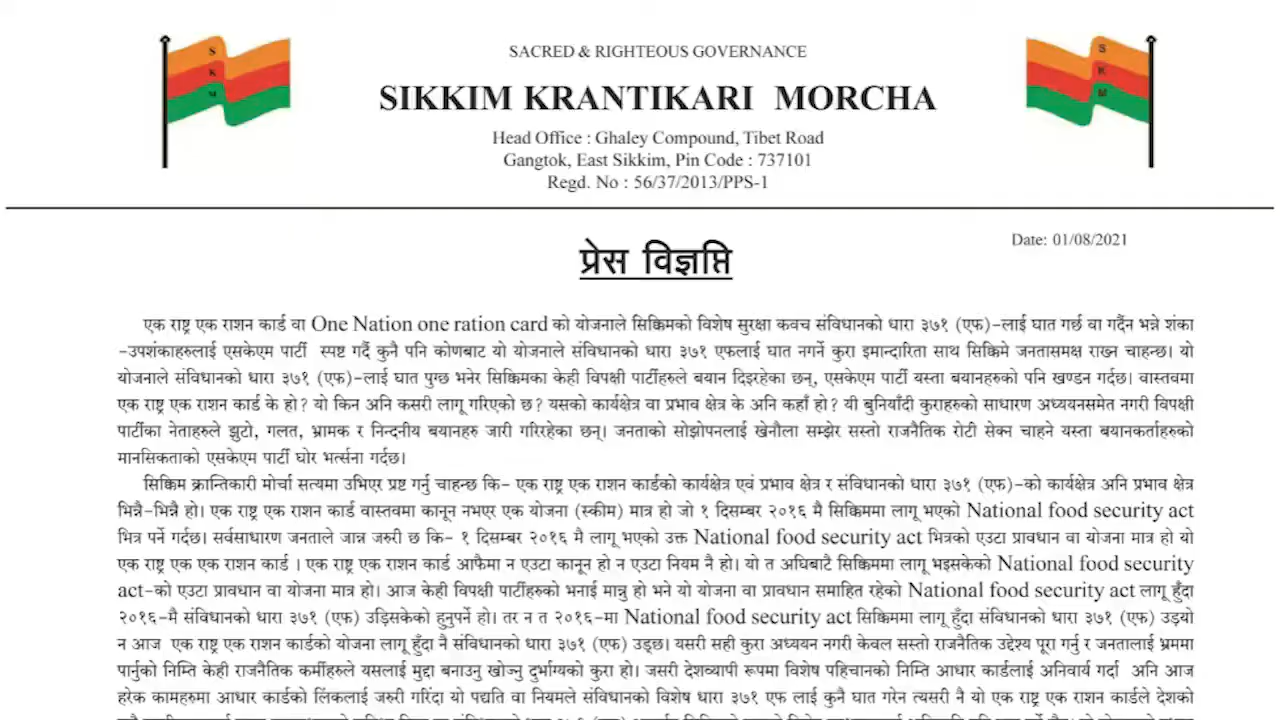 SACRED & RIGHTEOUS GOVERNANCE
SIKKIM KRANTIKARI MORCHA
Head Office : Ghaley Compound, Tibet Road
Gangtok, East Sikkim, Pin Code : 737101
Regd. No : 56/37/2013/PPS-1
S
K
M
S
K
M
Date: 01/08/2021
प्रेस विज्ञप्ति
एक राष्ट्र एक राशन कार्ड वा One Nation one ration card को योजनाले सिक्किमको विशेष सुरक्षा कवच संविधानको धारा ३७१ (एफ)-लाई घात गर्छ वा गर्दैन भन्ने शंका
-उपशंकाहरुलाई एसकेएम पार्टी स्पष्ट गर्दै कुनै पनि कोणबाट यो योजनाले संविधानको धारा ३७१ एफलाई घात नगर्ने कुरा इमान्दारिता साथ सिक्किमे जनतासमक्ष राख्न चाहन्छ। यो
योजनाले संविधानको धारा ३७१ (एफ)-लाई घात पुग्छ भनेर सिक्किमका केही विपक्षी पार्टीहरुले बयान दिइरहेका छन्, एसकेएम पार्टी यस्ता बयानहरुको पनि खण्डन गर्दछ। वास्तवमा
एक राष्ट्र एक राशन कार्ड के हो? यो किन अनि कसरी लागू गरिएको छ? यसको कार्यक्षेत्र वा प्रभाव क्षेत्र के अनि कहाँ हो? यी बुनियाँदी कुराहरुको साधारण अध्ययनसमेत नगरी विपक्षी
पार्टीका नेताहरुले झुटो, गलत, भ्रामक र निन्दनीय बयानहरु जारी गरिरहेका छन्। जनताको सोझोपनलाई खेनौला सम्झेर सस्तो राजनैतिक रोटी सेक्न चाहने यस्ता बयानकर्ताहरुको
मानसिकताको एसकेएम पार्टी घोर भर्त्सना गर्दछ।
सिक्किम क्रान्तिकारी मोर्चा सत्यमा उभिएर प्रष्ट गर्नु चाहन्छ कि- एक राष्ट्र एक राशन कार्डको कार्यक्षेत्र एवं प्रभाव क्षेत्र र संविधानको धारा ३७१ (एफ)-को कार्यक्षेत्र अनि प्रभाव क्षेत्र
भिन्नै-भिन्नै हो। एक राष्ट्र एक राशन कार्ड वास्तवमा कानून नभएर एक योजना (स्कीम) मात्र हो जो १ दिसम्बर २०१६ मै सिक्किममा लागू भएको National food security act
भित्र पर्ने गर्दछ। सर्वसाधारण जनताले जान्न जरुरी छ कि- १ दिसम्बर २०१६ मै लागू भएको उक्त National food security act भित्रको एउटा प्रावधान वा योजना मात्र हो यो
एक राष्ट्र एक एक राशन कार्ड । एक राष्ट्र एक राशन कार्ड आफैमा न एउटा कानून हो न एउटा नियम नै हो। यो त अघिबाटै सिक्किममा लागू भइसकेको National food security
act-को एउटा प्रावधान वा योजना मात्र हो। आज केही विपक्षी पार्टीहरुको भनाई मान्नु हो भने यो योजना वा प्रावधान समाहित रहेको National food security act लागू हुँदा
२०१६-मै संविधानको धारा ३७१ (एफ) उड़िसकेको हुनुपर्ने हो। तर न त २०१६-मा National food security act सिक्किममा लागू हुँदा संविधानको धारा ३७१ (एफ) उड़यो
न आज एक राष्ट्र एक राशन कार्डको योजना लागू हुँदा नै संविधानको धारा ३७१ (एफ) उड्छ। यसरी सही कुरा अध्ययन नगरी केवल सस्तो राजनैतिक उद्देश्य पूरा गर्नु र जनतालाई भ्रममा
पार्नुको निम्ति केही राजनैतिक कर्मीहरुले यसलाई मुद्दा बनाउनु खोज्नु दुर्भाग्यको कुरा हो। जसरी देशव्यापी रूपमा विशेष पहिचानको निम्ति आधार कार्डलाई अनिवार्य गर्दा अनि आज
हरेक कामहरुमा आधार कार्डको लिंकलाई जरुरी गरिंदा यो पद्यति वा नियमले संविधानको विशेष धारा ३७१ एफ लाई कुनै घात गरेन त्यसरी नै यो एक राष्ट्र एक राशन कार्डले देशको